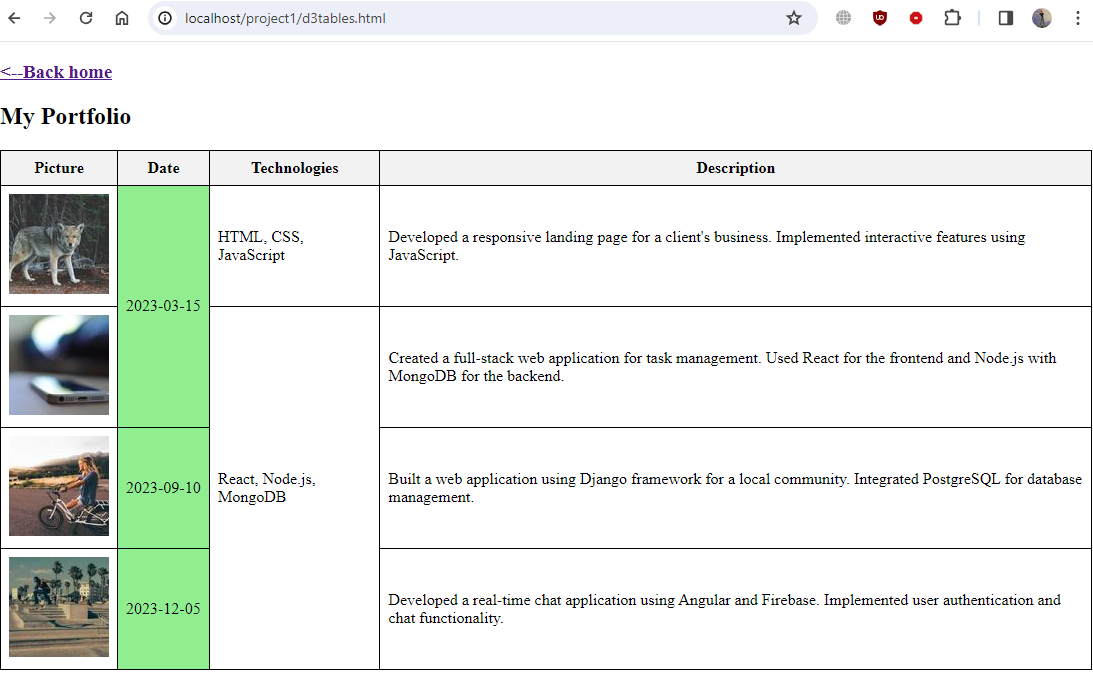 localhost/project1/d3tables.html
<--Back home
My Portfolio
Picture Date Technologies Description
HTML, CSS,
JavaScript
Developed a responsive landing page for a client's business. Implemented interactive features using
JavaScript.
2023-03-15
Created a full-stack web application for task management. Used React for the frontend and Node.js with
MongoDB for the backend.
2023-09-10
React, Node.js,
MongoDB
Built a web application using Django framework for a local community. Integrated PostgreSQL for database
management.
2023-12-05
Developed a real-time chat application using Angular and Firebase. Implemented user authentication and
chat functionality.